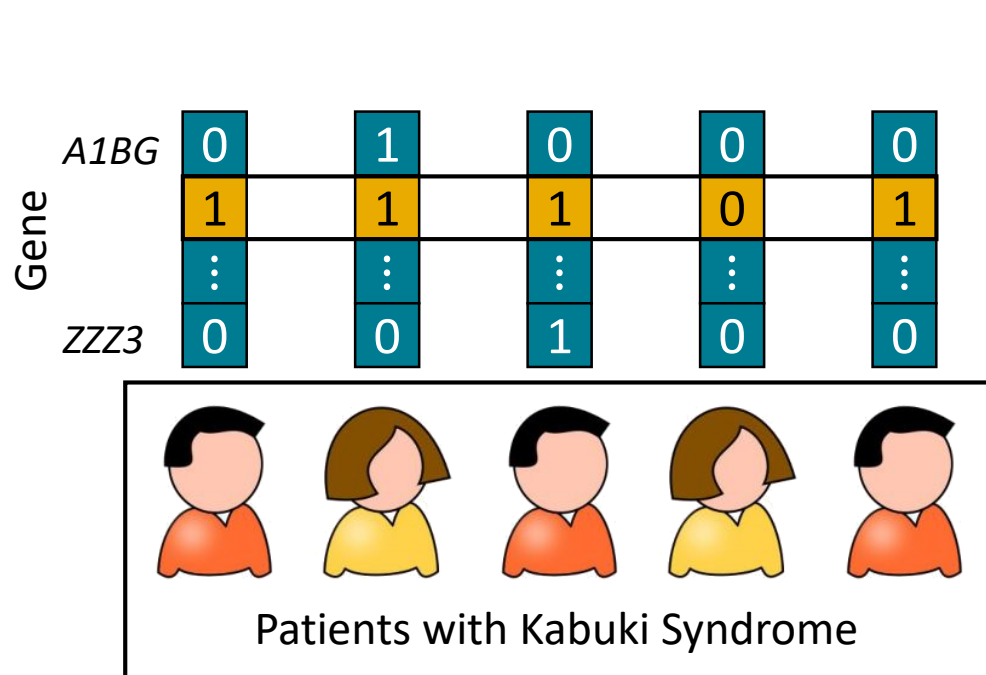 Gene
A1BG 0 1 0 0 0
1 1 1 0 1
⋮ ⋮ ⋮ ⋮ ⋮
ZZZ3 0 0 1 0 0
Patients with Kabuki Syndrome